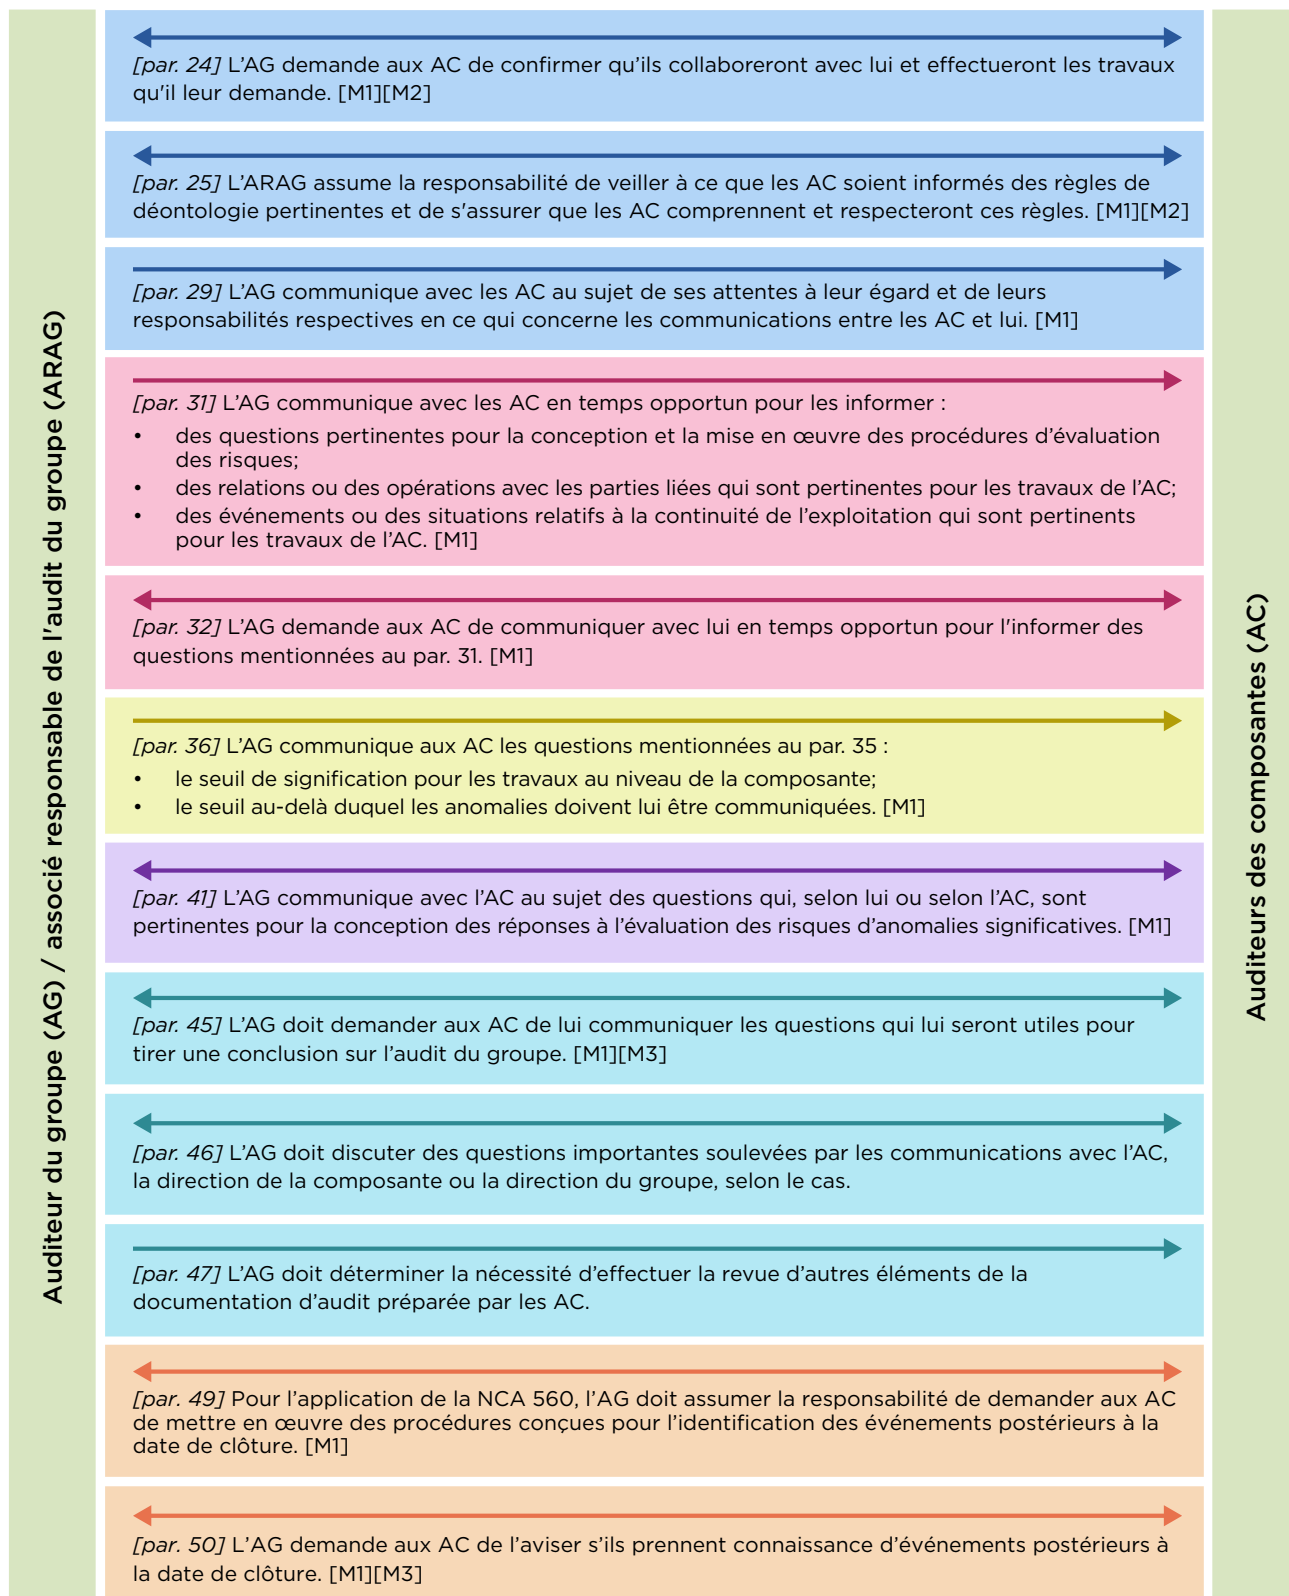 Auditeur du groupe (AG) / associé responsable de l'audit du groupe (ARAG)
[par. 24] L'AG demande aux AC de confirmer qu'ils collaboreront avec lui et effectueront les travaux
qu'il leur demande. [M1][M2]
[par. 25] L'ARAG assume la responsabilité de veiller à ce que les AC soient informés des règles de
déontologie pertinentes et de s'assurer que les AC comprennent et respecteront ces règles. [M1][M2]
[par. 29] L'AG communique avec les AC au sujet de ses attentes à leur égard et de leurs
responsabilités respectives en ce qui concerne les communications entre les AC et lui. [M1]
[par. 31] L'AG communique avec les AC en temps opportun pour les informer :
• des questions pertinentes pour la conception et la mise en œuvre des procédures d'évaluation
des risques;
• des relations ou des opérations avec les parties liées qui sont pertinentes pour les travaux de l'AC;
• des événements ou des situations relatifs à la continuité de l'exploitation qui sont pertinents
pour les travaux de l'AC. [M1]
[par. 32] L'AG demande aux AC de communiquer avec lui en temps opportun pour l'informer des
questions mentionnées au par. 31. [M1]
[par. 36] L'AG communique aux AC les questions mentionnées au par. 35 :
• le seuil de signification pour les travaux au niveau de la composante;
• le seuil au-delà duquel les anomalies doivent lui être communiquées. [M1]
[par. 41] L'AG communique avec l'AC au sujet des questions qui, selon lui ou selon l'AC, sont
pertinentes pour la conception des réponses à l'évaluation des risques d'anomalies significatives. [M1]
[par. 45] L'AG doit demander aux AC de lui communiquer les questions qui lui seront utiles pour
tirer une conclusion sur l'audit du groupe. [M1][M3]
[par. 46] L'AG doit discuter des questions importantes soulevées par les communications avec l'AC,
la direction de la composante ou la direction du groupe, selon le cas.
[par. 47] L'AG doit déterminer la nécessité d'effectuer la revue d'autres éléments de la
documentation d'audit préparée par les AC.
[par. 49] Pour l'application de la NCA 560, l'AG doit assumer la responsabilité de demander aux AC
de mettre en œuvre des procédures conçues pour l'identification des événements postérieurs à la
date de clôture. [M1]
[par. 50] L'AG demande aux AC de l'aviser s'ils prennent connaissance d'événements postérieurs à
la date de clôture. [M1][M3]
Auditeurs des composantes (AC)